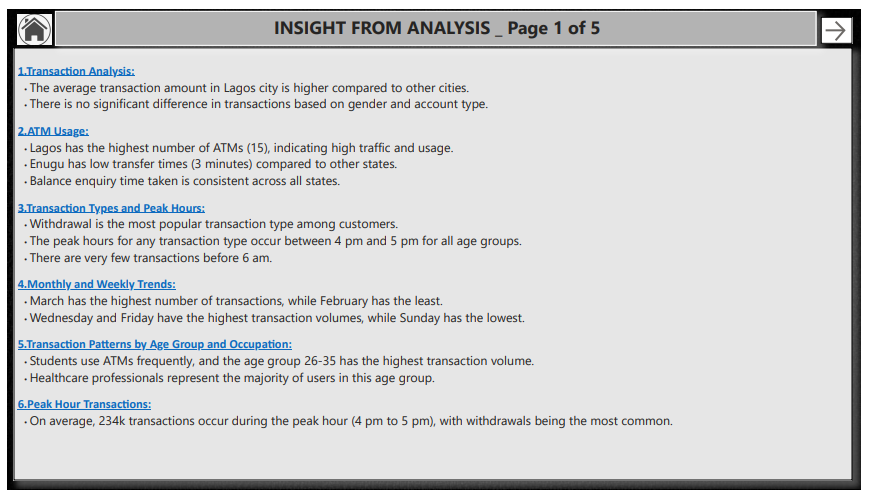 INSIGHT FROM ANALYSIS _ Page 1 of 5
1.Transaction Analysis:
· The average transaction amount in Lagos city is higher compared to other cities.
· There is no significant difference in transactions based on gender and account type.
2.ATM Usage:
· Lagos has the highest number of ATMs (15), indicating high traffic and usage.
· Enugu has low transfer times (3 minutes) compared to other states.
· Balance enquiry time taken is consistent across all states.
3.Transaction Types and Peak Hours:
· Withdrawal is the most popular transaction type among customers.
· The peak hours for any transaction type occur between 4 pm and 5 pm for all age groups.
· There are very few transactions before 6 am.
4.Monthly and Weekly Trends:
· March has the highest number of transactions, while February has the least.
· Wednesday and Friday have the highest transaction volumes, while Sunday has the lowest.
5.Transaction Patterns by Age Group and Occupation:
· Students use ATMs frequently, and the age group 26-35 has the highest transaction volume.
· Healthcare professionals represent the majority of users in this age group.
6.Peak Hour Transactions:
· On average, 234k transactions occur during the peak hour (4 pm to 5 pm), with withdrawals being the most common.